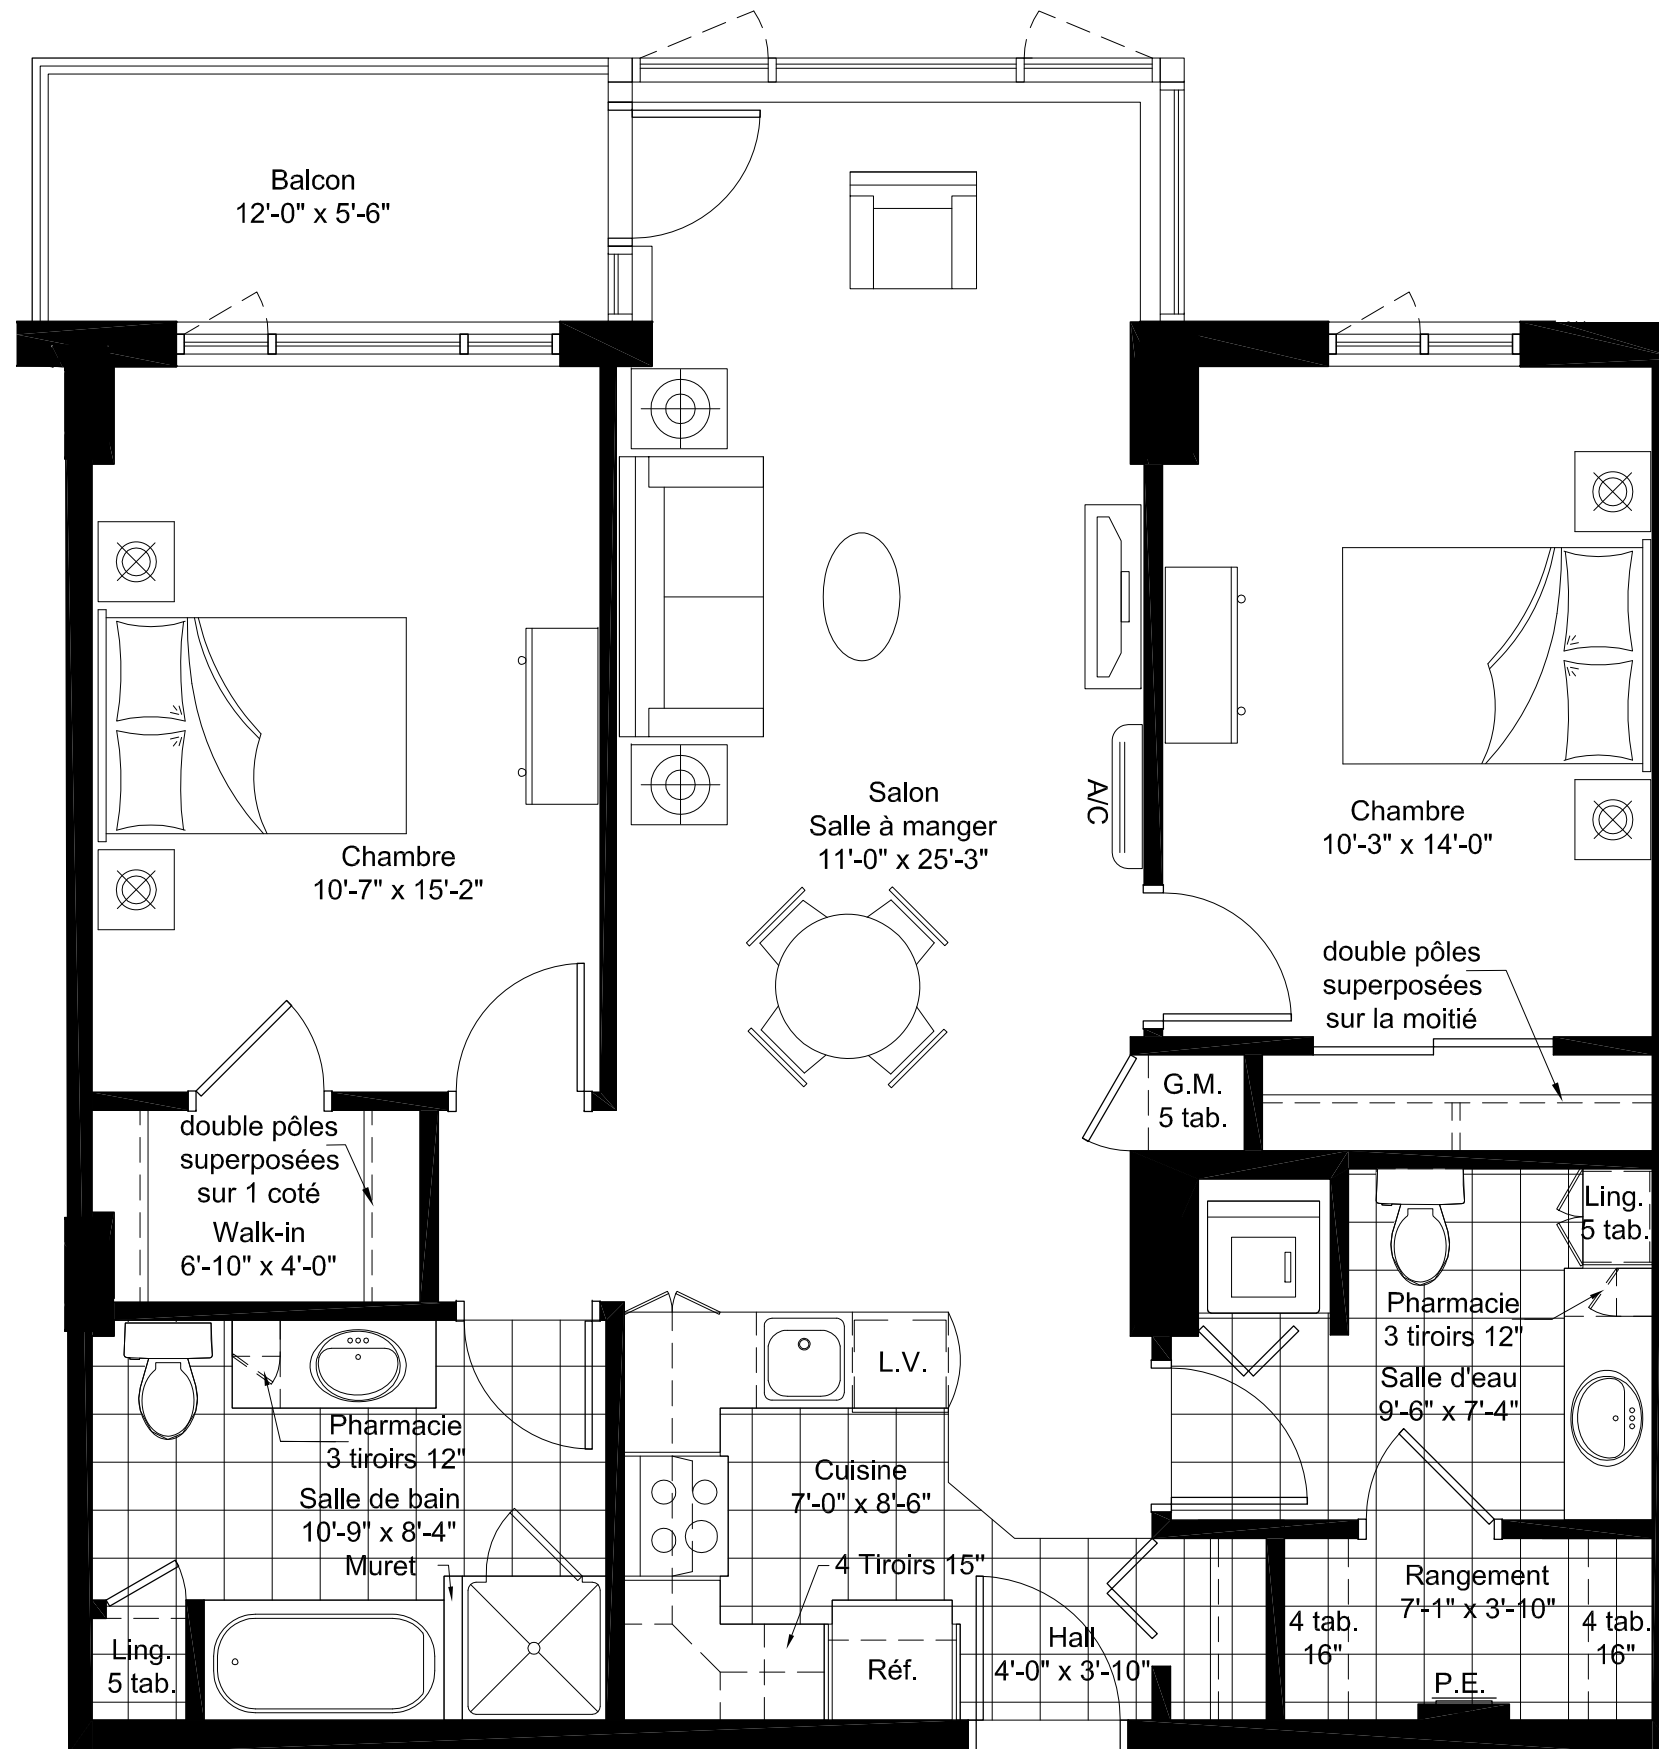 Balcon
12'-0" x 5'-6"
Salon
Salle à manger
11'-0" x 25'-3"
A/C
Chambre
10'-3" x 14'-0"
Chambre
10'-7" x 15'-2"
double pôles
superposées
sur la moitié
G.M.
5 tab.
double pôles
superposées
sur 1 coté
Walk-in
6'-10" x 4'-0"
Ling.
5 tab.
Pharmacie
3 tiroirs 12"
Salle d'eau
9'-6" x 7'-4"
L.V.
Pharmacie
3 tiroirs 12"
Salle de bain
10'-9" x 8'-4"
Muret
Cuisine
7'-0" x 8'-6"
4 Tiroirs 15"
Rangement
7'-1" x 3'-10"
4 tab.
16"
4 tab.
16"
P.E.
Hall
4'-0" x 3'-10"
Réf.
Ling.
5 tab.